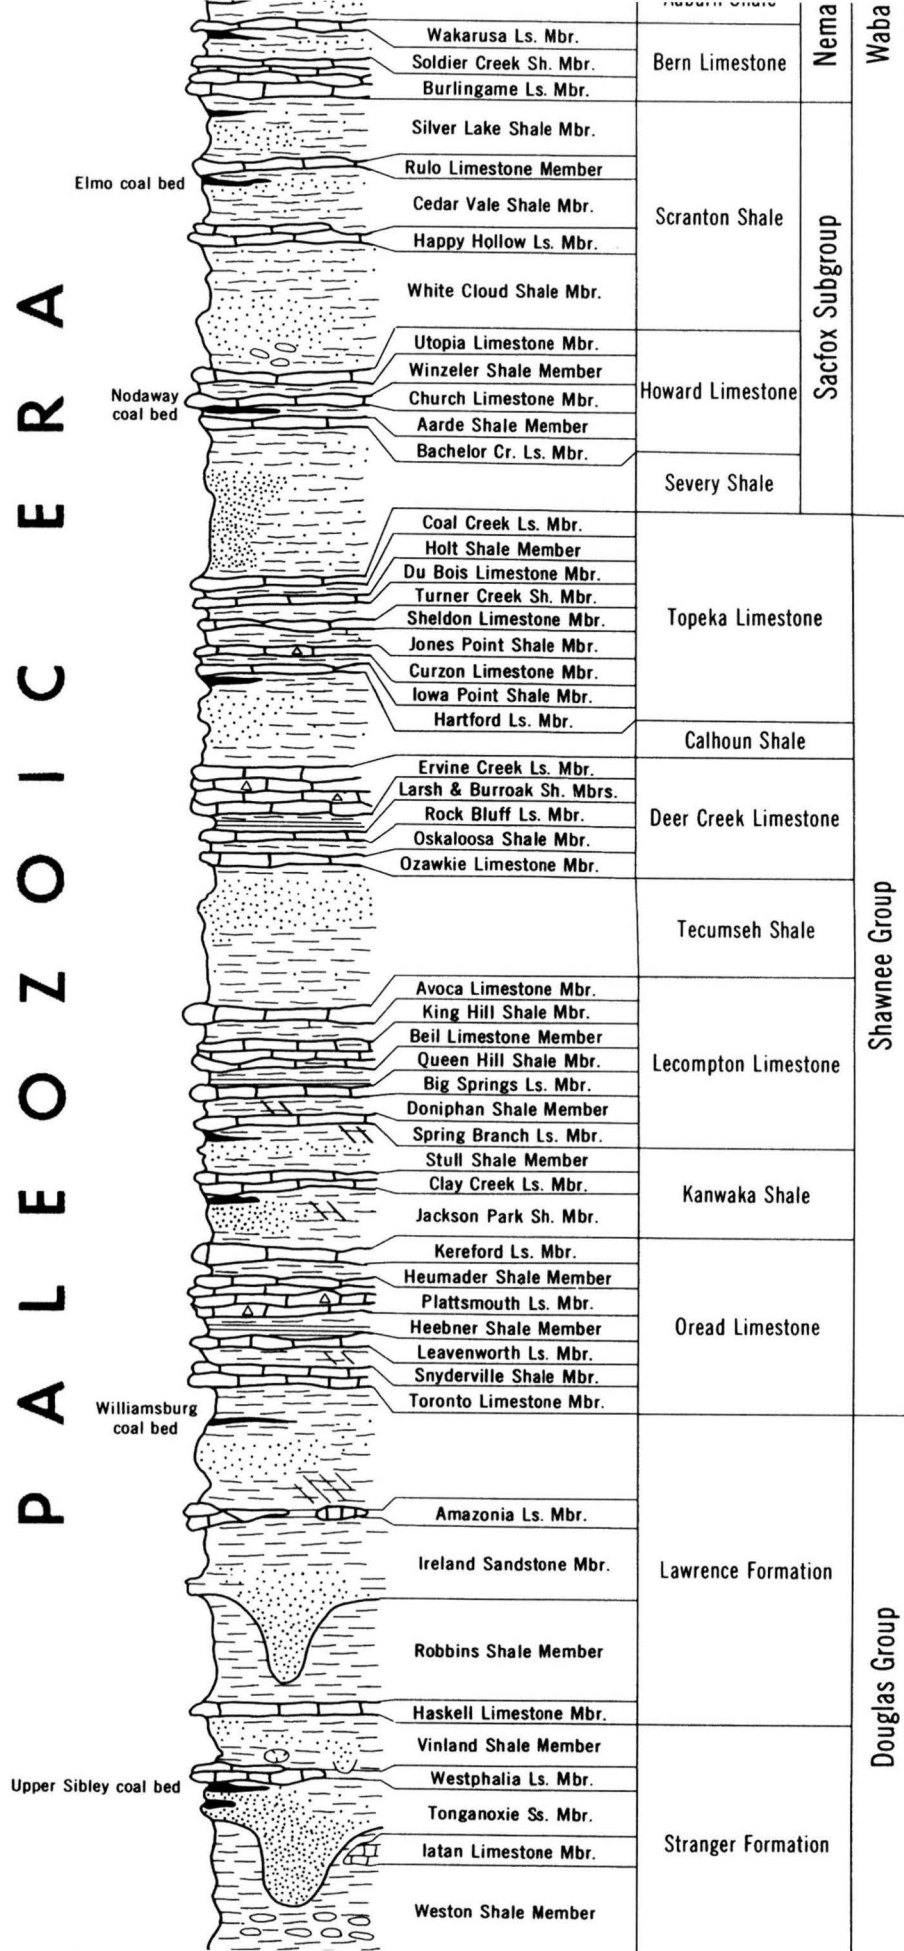 Wakarusa Ls. Mbr.
Soldier Creek Sh. Mbr.
Burlingame Ls. Mbr.
Bern Limestone
Nema
Waba
Silver Lake Shale Mbr.
Rulo Limestone Member
Elmo coal bed
Cedar Vale Shale Mbr.
Happy Hollow Ls. Mbr.
White Cloud Shale Mbr.
Scranton Shale
Sacfox Subgroup
Utopia Limestone Mbr.
Winzeler Shale Member
Nodaway
coal bed
Church Limestone Mbr.
Aarde Shale Member
Bachelor Cr. Ls. Mbr.
Howard Limestone
Severy Shale
Coal Creek Ls. Mbr.
Holt Shale Member
Du Bois Limestone Mbr.
Turner Creek Sh. Mbr.
Sheldon Limestone Mbr.
Jones Point Shale Mbr.
Curzon Limestone Mbr.
Iowa Point Shale Mbr.
Hartford Ls. Mbr.
Topeka Limestone
Calhoun Shale
Ervine Creek Ls. Mbr.
Larsh & Burroak Sh. Mbrs.
Rock Bluff Ls. Mbr.
Oskaloosa Shale Mbr.
Ozawkie Limestone Mbr.
Deer Creek Limestone
Tecumseh Shale
Shawnee Group
Avoca Limestone Mbr.
King Hill Shale Mbr.
Beil Limestone Member
Queen Hill Shale Mbr.
Big Springs Ls. Mbr.
Doniphan Shale Member
Spring Branch Ls. Mbr.
Lecompton Limestone
Stull Shale Member
Clay Creek Ls. Mbr.
Jackson Park Sh. Mbr.
Kanwaka Shale
Kereford Ls. Mbr.
Heumader Shale Member
Plattsmouth Ls. Mbr.
Heebner Shale Member
Leavenworth Ls. Mbr.
Snyderville Shale Mbr.
Toronto Limestone Mbr.
Oread Limestone
Williamsburg
coal bed
Amazonia Ls. Mbr.
Ireland Sandstone Mbr.
Robbins Shale Member
Haskell Limestone Mbr.
Lawrence Formation
Douglas Group
Vinland Shale Member
Westphalia Ls. Mbr.
Upper Sibley coal bed
Tonganoxie Ss. Mbr.
Iatan Limestone Mbr.
Weston Shale Member
Stranger Formation
PALEOZOIC ERA